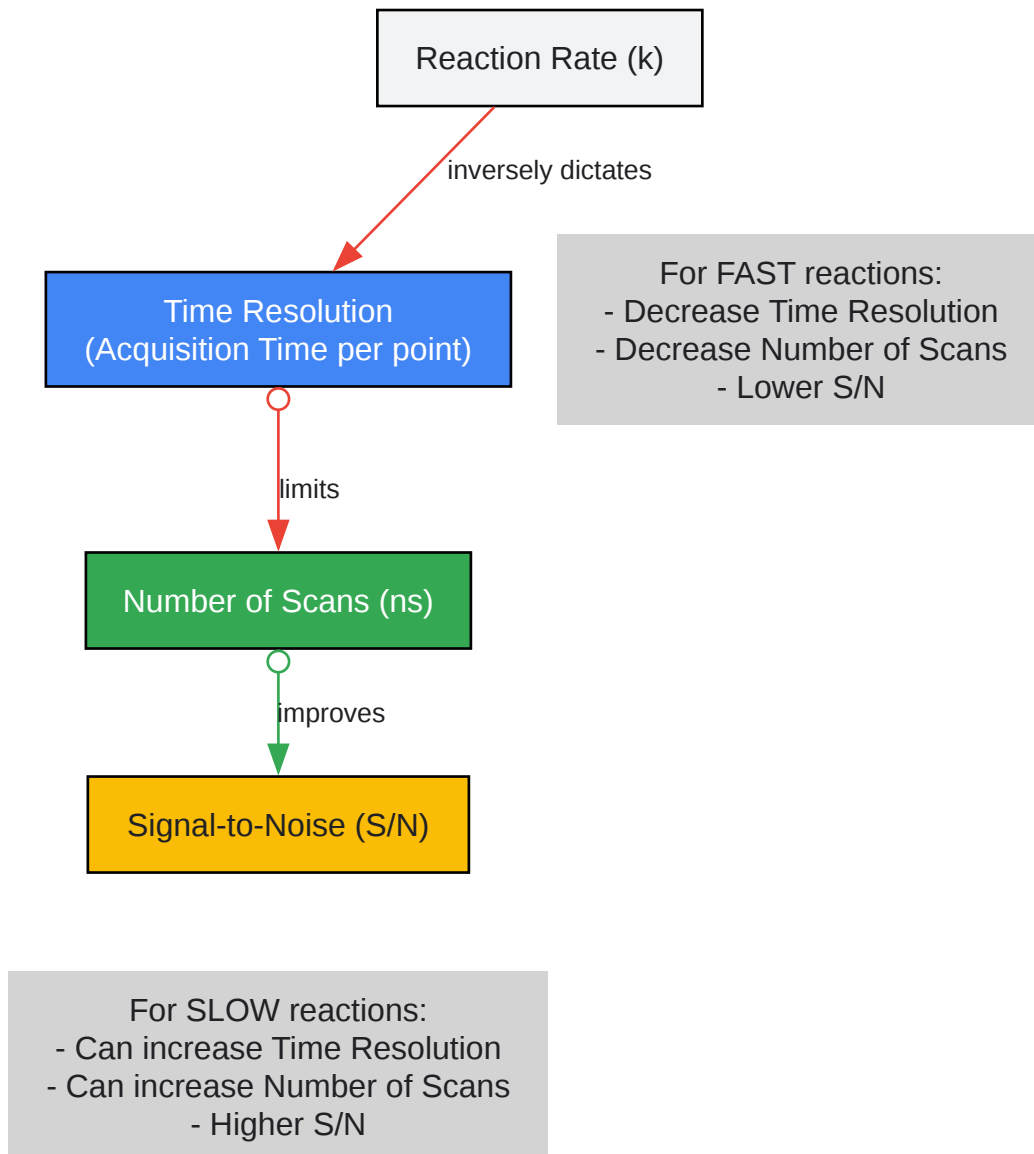 Reaction Rate (k)
inversely dictates
Time Resolution
(Acquisition Time per point)
For FAST reactions:
- Decrease Time Resolution
- Decrease Number of Scans
- Lower S/N
limits
Number of Scans (ns)
improves
Signal-to-Noise (S/N)
For SLOW reactions:
- Can increase Time Resolution
- Can increase Number of Scans
- Higher S/N